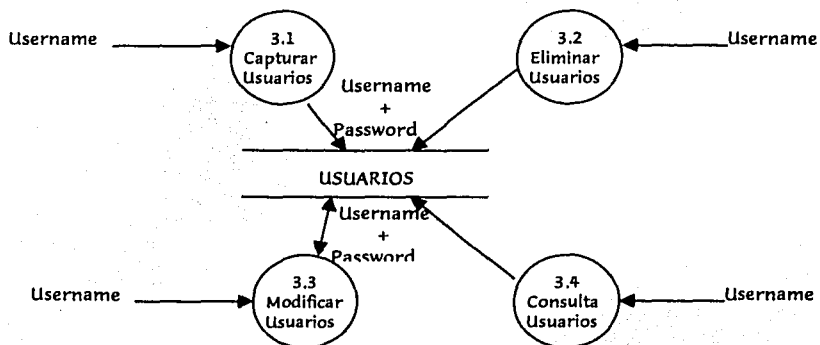 Username
3.1
Capturar
Usuarios
Username
+
Password
3.2
Eliminar
Usuarios
Username
USUARIOS
Username
+
Password
Username
3.3
Modificar
Usuarios
3.4
Consulta
Usuarios
Username